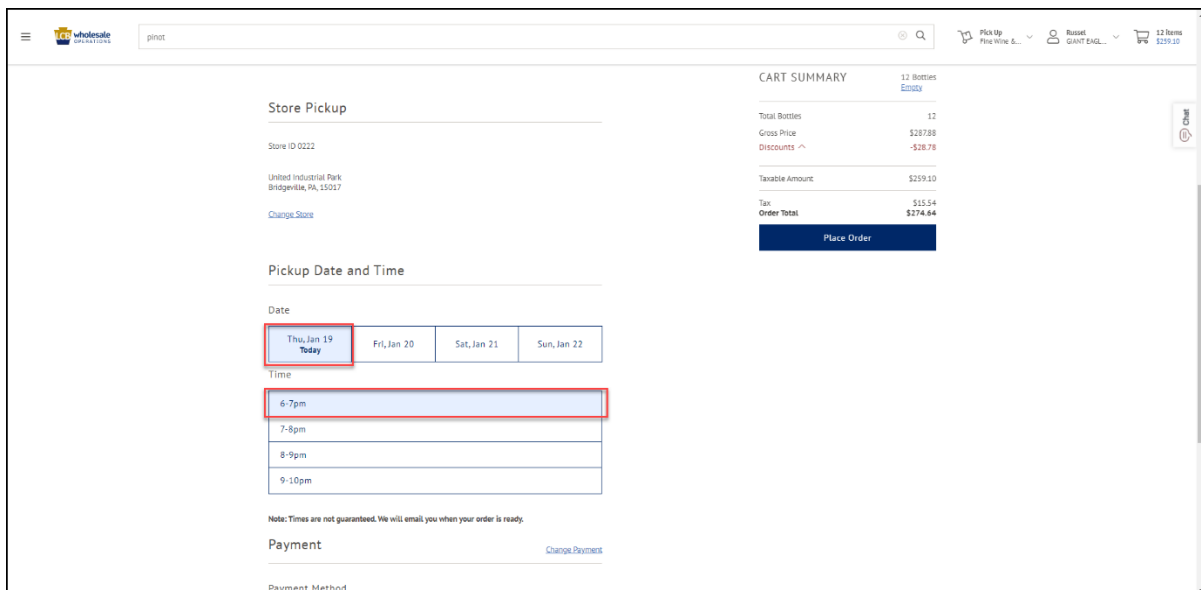 LCB wholesale
OPERATIONS
pinot
Pick Up
Fine Wine &...
Russel
GIANT EAGL...
12 items
$259.10
Store Pickup
Store ID 0222
United Industrial Park
Bridgeville, PA, 15017
Change Store
Pickup Date and Time
Date
Thu, Jan 19
Today
Fri, Jan 20
Sat, Jan 21
Sun, Jan 22
Time
6-7pm
7-8pm
8-9pm
9-10pm
Note: Times are not guaranteed. We will email you when your order is ready.
Payment
Change Payment
Payment Method
CART SUMMARY
12 Bottles
Empty
Total Bottles 12
Gross Price $287.88
Discounts -$28.78
Taxable Amount $259.10
Tax $15.54
Order Total $274.64
Place Order
Chat